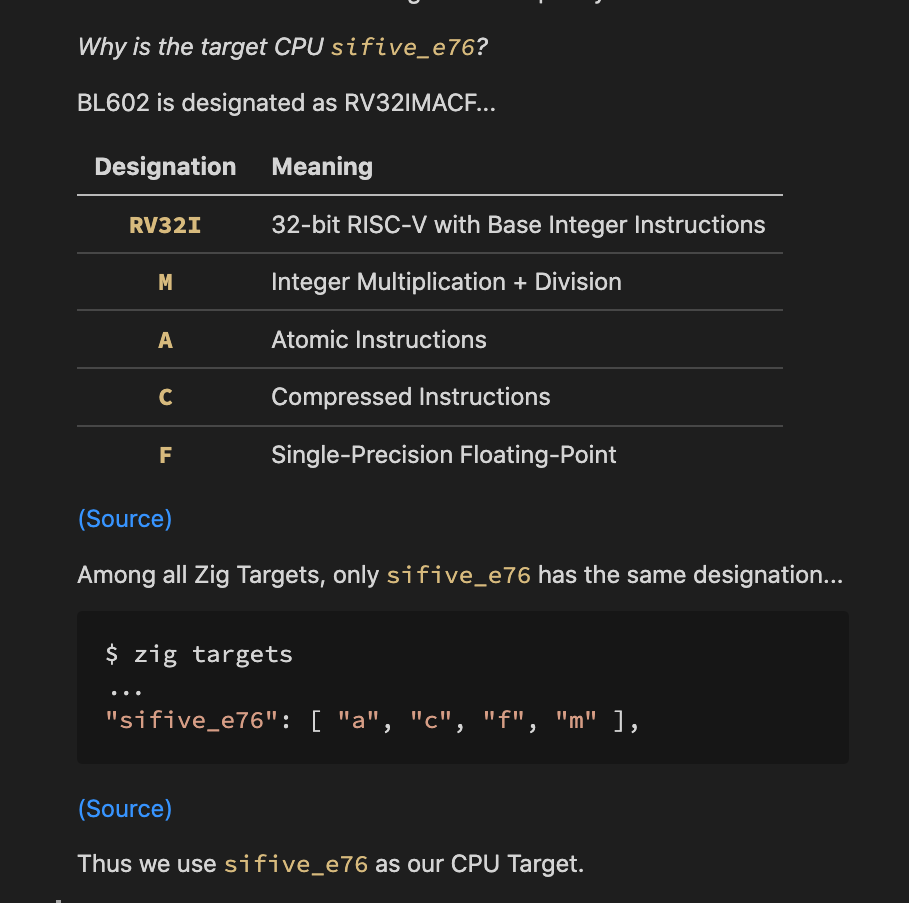 Why is the target CPU sifive_e76?
BL602 is designated as RV32IMACF...
Designation Meaning
RV32I 32-bit RISC-V with Base Integer Instructions
M Integer Multiplication + Division
A Atomic Instructions
C Compressed Instructions
F Single-Precision Floating-Point
(Source)
Among all Zig Targets, only sifive_e76 has the same designation...
$ zig targets
...
"sifive_e76": [ "a", "c", "f", "m" ],
(Source)
Thus we use sifive_e76 as our CPU Target.